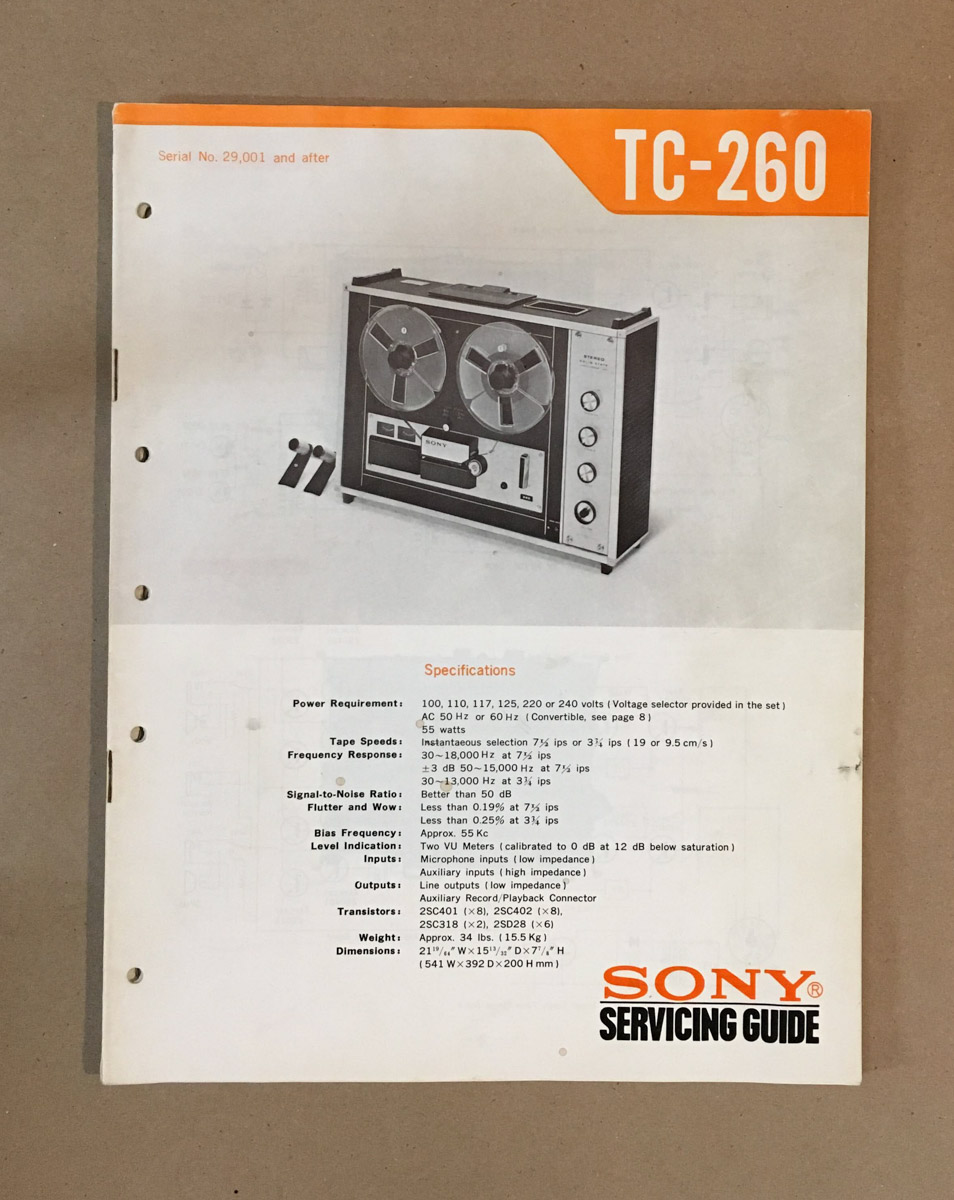 TC-260
Serial No. 29,001 and after
STEREO
SONY
Specifications
Power Requirement: 100, 110, 117, 125, 220 or 240 volts (Voltage selector provided in the set)
AC 50 Hz or 60 Hz (Convertible, see page 8)
55 watts
Tape Speeds: Instantaeous selection 7½ ips or 3¾ ips (19 or 9.5 cm/s)
Frequency Response: 30~18,000 Hz at 7½ ips
±3 dB 50~15,000 Hz at 7½ ips
30~13,000 Hz at 3¾ ips
Signal-to-Noise Ratio: Better than 50 dB
Flutter and Wow: Less than 0.19% at 7½ ips
Less than 0.25% at 3¾ ips
Bias Frequency: Approx. 55 Kc
Level Indication: Two VU Meters (calibrated to 0 dB at 12 dB below saturation)
Inputs: Microphone inputs (low impedance)
Auxiliary inputs (high impedance)
Outputs: Line outputs (low impedance)
Auxiliary Record/Playback Connector
Transistors: 2SC401 (×8), 2SC402 (×8),
2SC318 (×2), 2SD28 (×6)
Weight: Approx. 34 lbs. (15.5 Kg)
Dimensions: 21 19/64" W×15 13/32" D×7 7/8" H
(541 W×392 D×200 H mm)
SONY®
SERVICING GUIDE